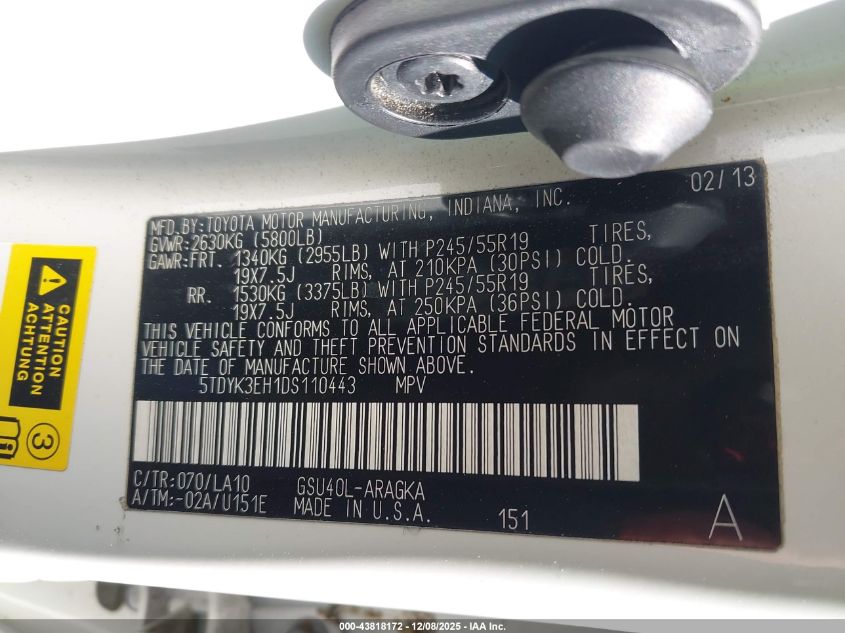 02/13
MFD.BY:TOYOTA MOTOR MANUFACTURING, INDIANA, INC.
GVWR:2630KG (5800LB)
GAWR:FRT. 1340KG (2955LB) WITH P245/55R19 TIRES,
19X7.5J RIMS, AT 210KPA (30PSI) COLD.
RR. 1530KG (3375LB) WITH P245/55R19 TIRES,
19X7.5J RIMS, AT 250KPA (36PSI) COLD.
THIS VEHICLE CONFORMS TO ALL APPLICABLE FEDERAL MOTOR
VEHICLE SAFETY AND THEFT PREVENTION STANDARDS IN EFFECT ON
THE DATE OF MANUFACTURE SHOWN ABOVE.
5TDYK3EH1DS110443 MPV
C/TR:070/LA10 GSU40L-ARAGKA
A/TM:-02A/U151E MADE IN U.S.A. 151 A
CAUTION
ATTENTION
ACHTUNG
3
000-43818172 - 12/08/2025 - IAA Inc.